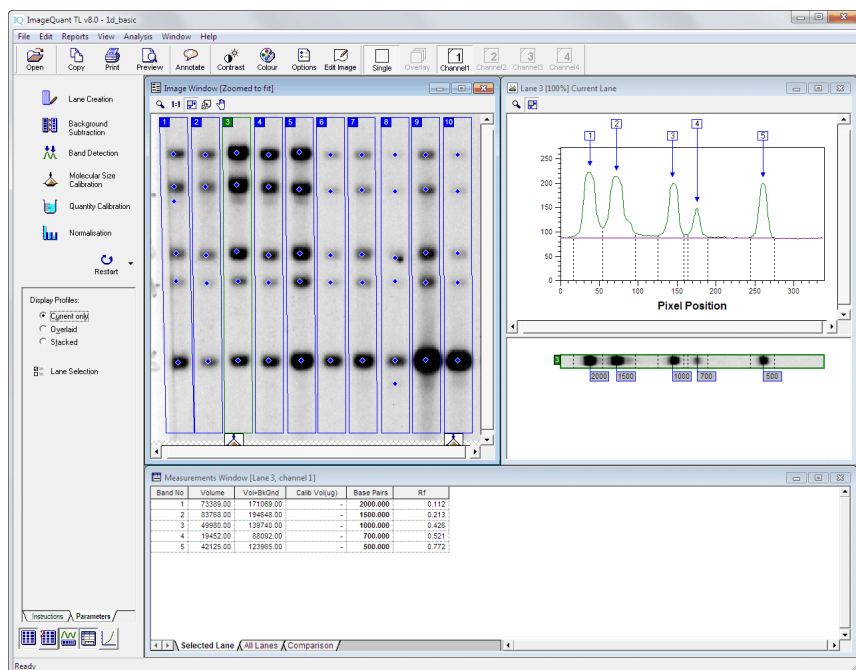 IQ ImageQuant TL v8.0 - 1d_basic
File Edit Reports View Analysis Window Help
Open Copy Print Preview Annotate Contrast Colour Options Edit Image Single Overlay Channel1 Channel2 Channel3 Channel4
1 2 3 4
Lane Creation
Background
Subtraction
Band Detection
Molecular Size
Calibration
Quantity Calibration
Normalisation
Restart
Display Profiles:
Current only
Overlaid
Stacked
Lane Selection
Instructions Parameters
Image Window [Zoomed to fit]
1:1
1 2 3 4 5 6 7 8 9 10
Lane 3 [100%] Current Lane
1 2 3 4 5
250
200
150
100
50
0
0 50 100 150 200 250 300
Pixel Position
3
2000 1500 1000 700 500
Measurements Window [Lane 3, channel 1]
Band No Volume Vol+BkGnd Calib Vol(ug) Base Pairs Rf
1 73389.00 171069.00 - 2000.000 0.112
2 83768.00 194648.00 - 1500.000 0.213
3 49980.00 139740.00 - 1000.000 0.426
4 19452.00 88092.00 - 700.000 0.521
5 42125.00 123965.00 - 500.000 0.772
Selected Lane All Lanes Comparison
Ready